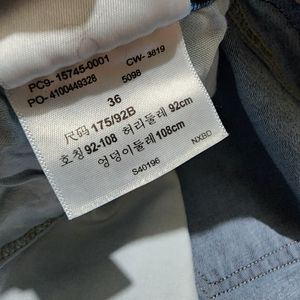 PC9- 15745-0001 CW- 3819
PO- 4100449328 5098
36
尺码 175/92B
호칭 92-108 허리둘레 92cm
엉덩이둘레 108cm
S40196 NXBD